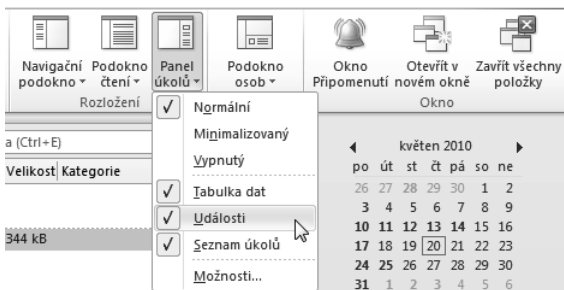 Navigační podokno
Podokno čtení
Panel úkolů
Podokno osob
Okno Připomenutí
Otevřít v novém okně
Zavřít všechny položky
Rozložení
Okno
a (Ctrl+E)
Velikost Kategorie
344 kB
Normální
Minimalizovaný
Vypnutý
Tabulka dat
Události
Seznam úkolů
Možnosti...
květen 2010
po út st čt pá so ne
26 27 28 29 30 1 2
3 4 5 6 7 8 9
10 11 12 13 14 15 16
17 18 19 20 21 22 23
24 25 26 27 28 29 30
31 1 2 3 4 5 6